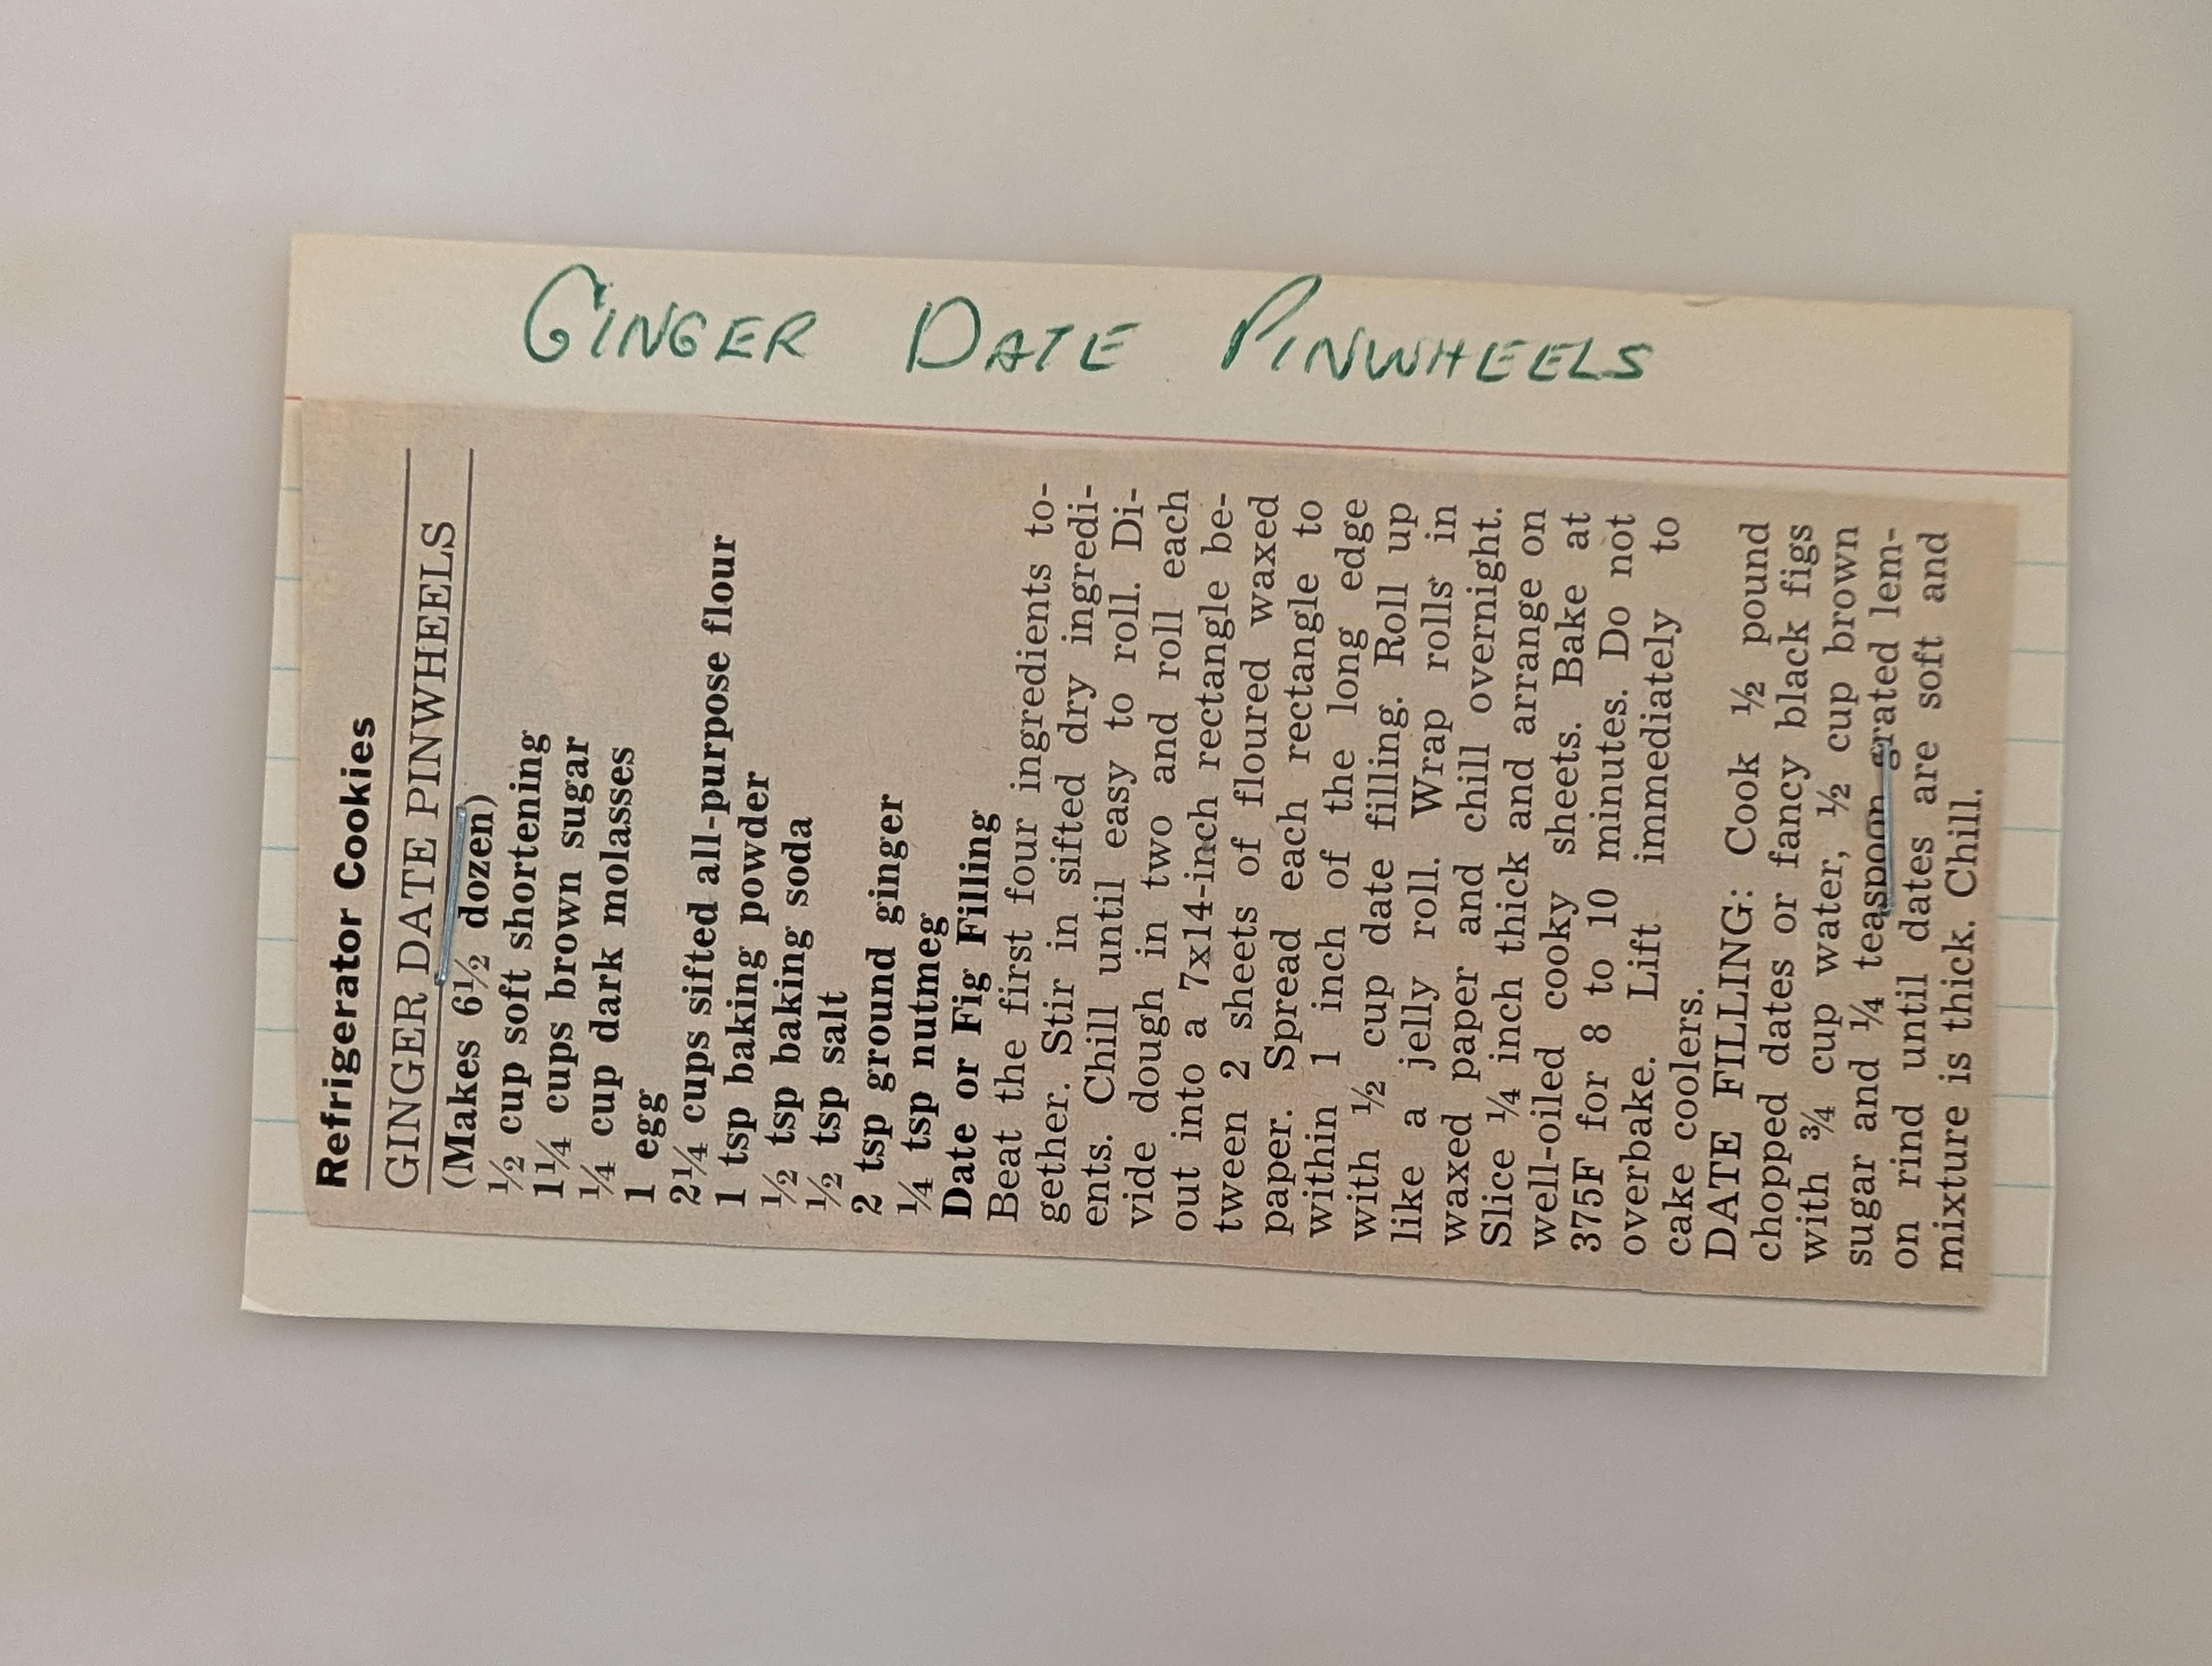 GINGER DATE PINWHEELS
Refrigerator Cookies
GINGER DATE PINWHEELS
(Makes 6½ dozen)
½ cup soft shortening
1¼ cups brown sugar
¼ cup dark molasses
1 egg
2¼ cups sifted all-purpose flour
1 tsp baking powder
½ tsp baking soda
½ tsp salt
2 tsp ground ginger
¼ tsp nutmeg
Date or Fig Filling
Beat the first four ingredients to-
gether. Stir in sifted dry ingredi-
ents. Chill until easy to roll. Di-
vide dough in two and roll each
out into a 7x14-inch rectangle be-
tween 2 sheets of floured waxed
paper. Spread each rectangle to
within 1 inch of the long edge
with ½ cup date filling. Roll up
like a jelly roll. Wrap rolls in
waxed paper and chill overnight.
Slice ¼ inch thick and arrange on
well-oiled cooky sheets. Bake at
375F for 8 to 10 minutes. Do not
overbake. Lift immediately to
cake coolers.
DATE FILLING: Cook ½ pound
chopped dates or fancy black figs
with ¾ cup water, ½ cup brown
sugar and ¼ teaspoon grated lem-
on rind until dates are soft and
mixture is thick. Chill.